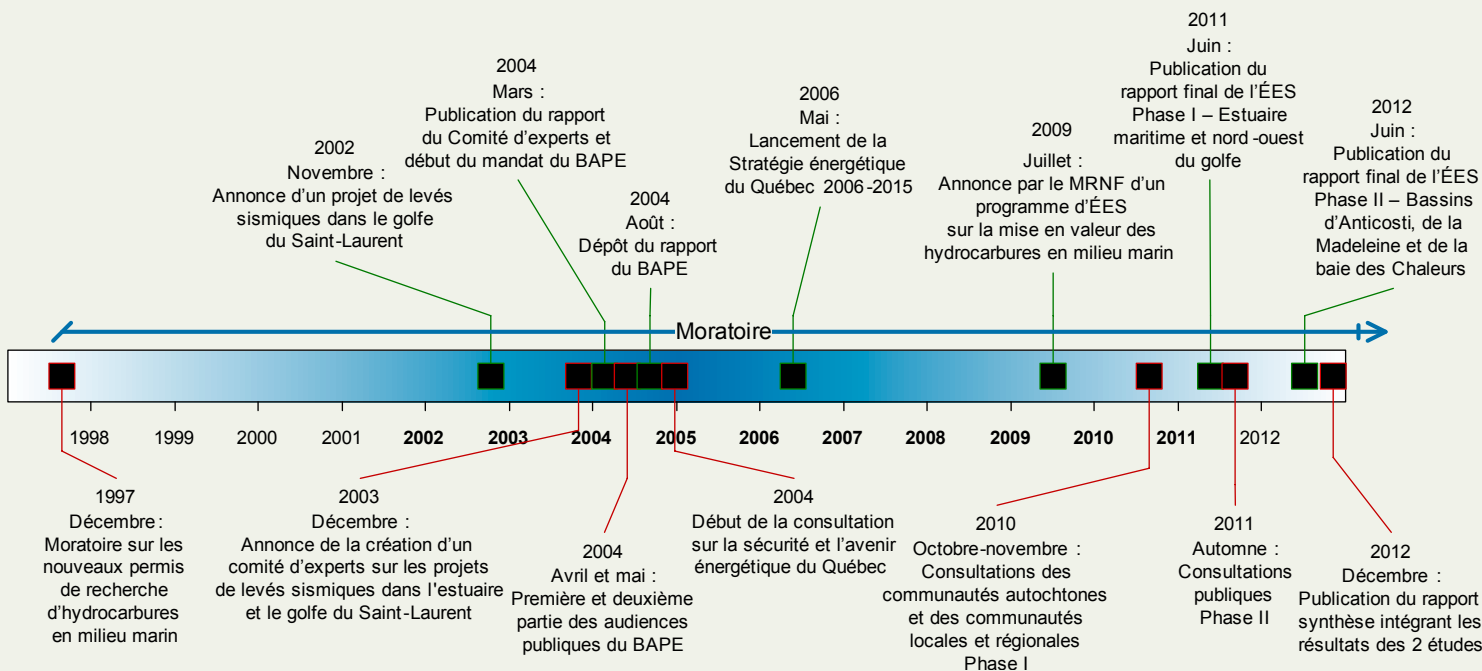 2002
Novembre :
Annonce d'un projet de levés
sismiques dans le golfe
du Saint-Laurent
2004
Mars :
Publication du rapport
du Comité d'experts et
début du mandat du BAPE
2004
Août :
Dépôt du rapport
du BAPE
2006
Mai :
Lancement de la
Stratégie énergétique
du Québec 2006-2015
2009
Juillet :
Annonce par le MRNF d'un
programme d'ÉES
sur la mise en valeur des
hydrocarbures en milieu marin
2011
Juin :
Publication du
rapport final de l'ÉES
Phase I – Estuaire
maritime et nord-ouest
du golfe
2012
Juin :
Publication du
rapport final de l'ÉES
Phase II – Bassins
d'Anticosti, de la
Madeleine et de la
baie des Chaleurs
Moratoire
1998 1999 2000 2001 2002 2003 2004 2005 2006 2007 2008 2009 2010 2011 2012
1997
Décembre :
Moratoire sur les
nouveaux permis
de recherche
d'hydrocarbures
en milieu marin
2003
Décembre :
Annonce de la création d'un
comité d'experts sur les projets
de levés sismiques dans l'estuaire
et le golfe du Saint-Laurent
2004
Avril et mai :
Première et deuxième
partie des audiences
publiques du BAPE
2004
Début de la consultation
sur la sécurité et l'avenir
énergétique du Québec
2010
Octobre-novembre :
Consultations des
communautés autochtones
et des communautés
locales et régionales
Phase I
2011
Automne :
Consultations
publiques
Phase II
2012
Décembre :
Publication du rapport
synthèse intégrant les
résultats des 2 études